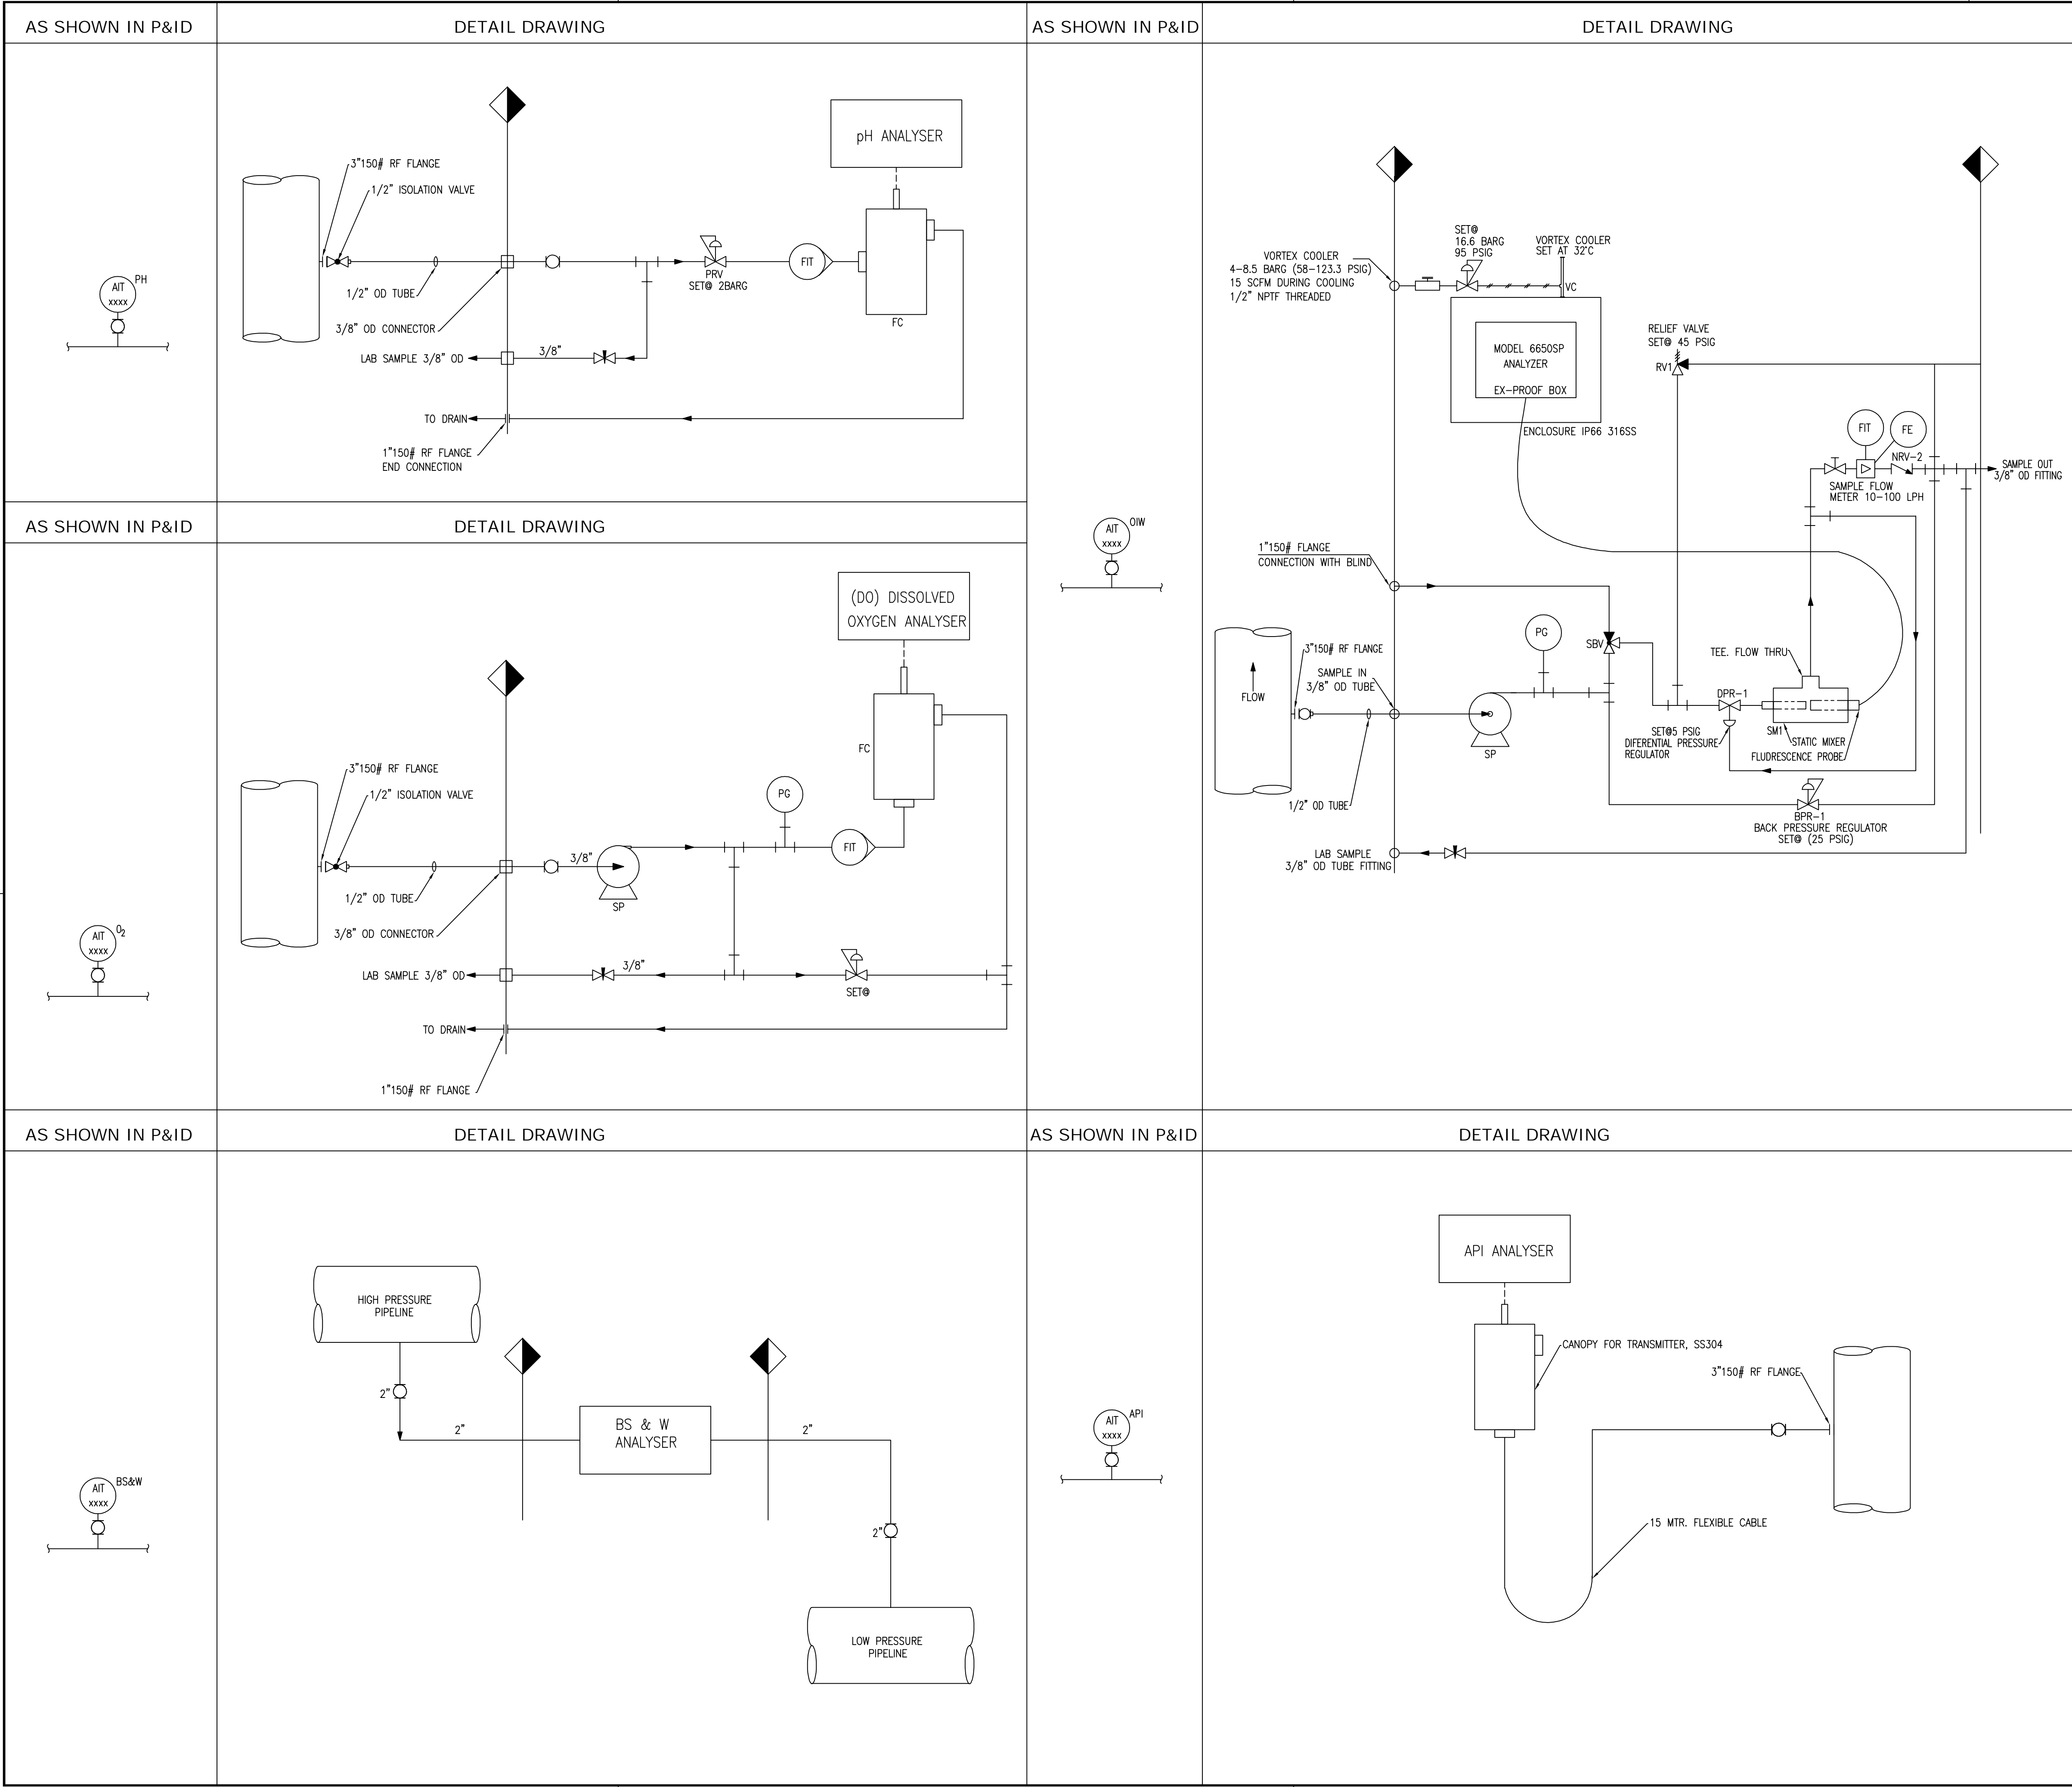 AS SHOWN IN P&ID
DETAIL DRAWING
PH
AIT
xxxx
3"150# RF FLANGE
1/2" ISOLATION VALVE
1/2" OD TUBE
3/8" OD CONNECTOR
LAB SAMPLE 3/8" OD
3/8"
TO DRAIN
1"150# RF FLANGE
END CONNECTION
PRV
SET@ 2BARG
FIT
FC
pH ANALYSER
AS SHOWN IN P&ID
DETAIL DRAWING
O2
AIT
xxxx
(DO) DISSOLVED
OXYGEN ANALYSER
FC
3"150# RF FLANGE
1/2" ISOLATION VALVE
1/2" OD TUBE
3/8" OD CONNECTOR
3/8"
SP
PG
FIT
LAB SAMPLE 3/8" OD
3/8"
SET@
TO DRAIN
1"150# RF FLANGE
AS SHOWN IN P&ID
DETAIL DRAWING
BS&W
AIT
xxxx
HIGH PRESSURE
PIPELINE
2"
2"
BS & W
ANALYSER
2"
2"
LOW PRESSURE
PIPELINE
AS SHOWN IN P&ID
DETAIL DRAWING
OIW
AIT
xxxx
VORTEX COOLER
4-8.5 BARG (58-123.3 PSIG)
15 SCFM DURING COOLING
1/2" NPTF THREADED
SET@
16.6 BARG
95 PSIG
VORTEX COOLER
SET AT 32°C
VC
MODEL 6650SP
ANALYZER
EX-PROOF BOX
ENCLOSURE IP66 316SS
RELIEF VALVE
SET@ 45 PSIG
RV1
FIT
FE
NRV-2
SAMPLE FLOW
METER 10-100 LPH
SAMPLE OUT
3/8" OD FITTING
1"150# FLANGE
CONNECTION WITH BLIND
FLOW
3"150# RF FLANGE
SAMPLE IN
3/8" OD TUBE
1/2" OD TUBE
SP
PG
SBV
TEE. FLOW THRU
DPR-1
SET@5 PSIG
DIFERENTIAL PRESSURE
REGULATOR
SM1
STATIC MIXER
FLUDRESCENCE PROBE
BPR-1
BACK PRESSURE REGULATOR
SET@ (25 PSIG)
LAB SAMPLE
3/8" OD TUBE FITTING
AS SHOWN IN P&ID
DETAIL DRAWING
API
AIT
xxxx
API ANALYSER
CANOPY FOR TRANSMITTER, SS304
3"150# RF FLANGE
15 MTR. FLEXIBLE CABLE